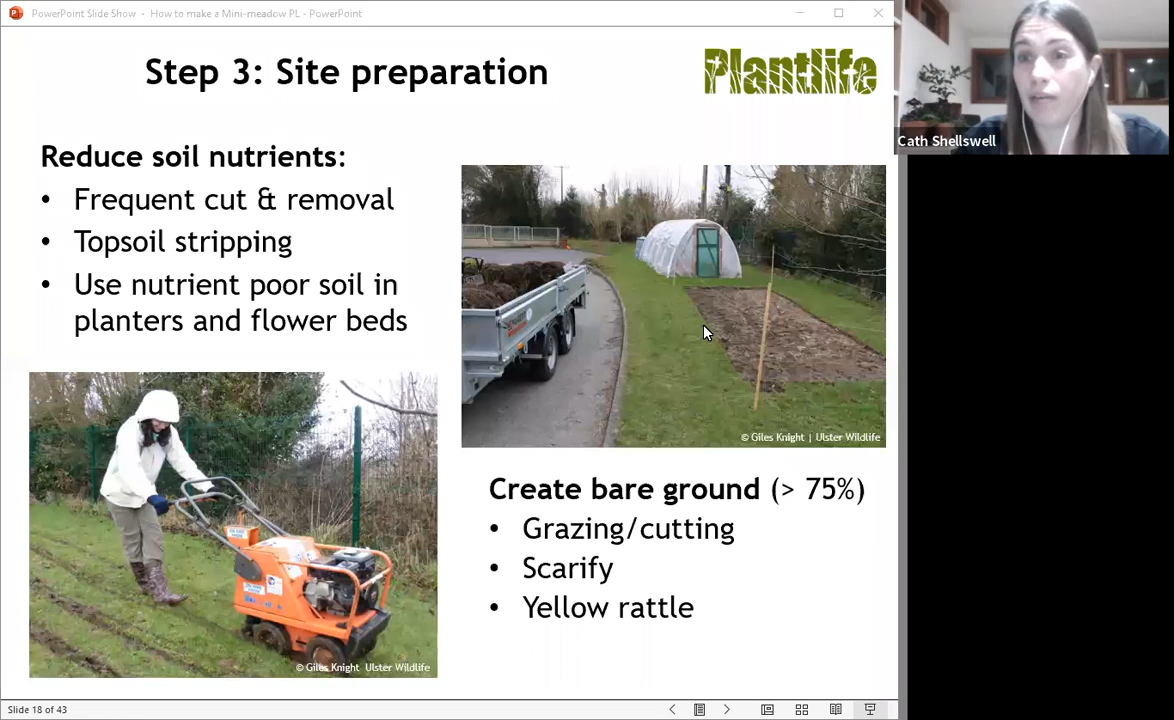 PowerPoint Slide Show - How to make a Mini-meadow PL - PowerPoint
Step 3: Site preparation
Plantlife
Cath Shellswell
Reduce soil nutrients:
• Frequent cut & removal
• Topsoil stripping
• Use nutrient poor soil in
planters and flower beds
© Giles Knight | Ulster Wildlife
Create bare ground (> 75%)
• Grazing/cutting
• Scarify
• Yellow rattle
© Giles Knight Ulster Wildlife
Slide 18 of 43